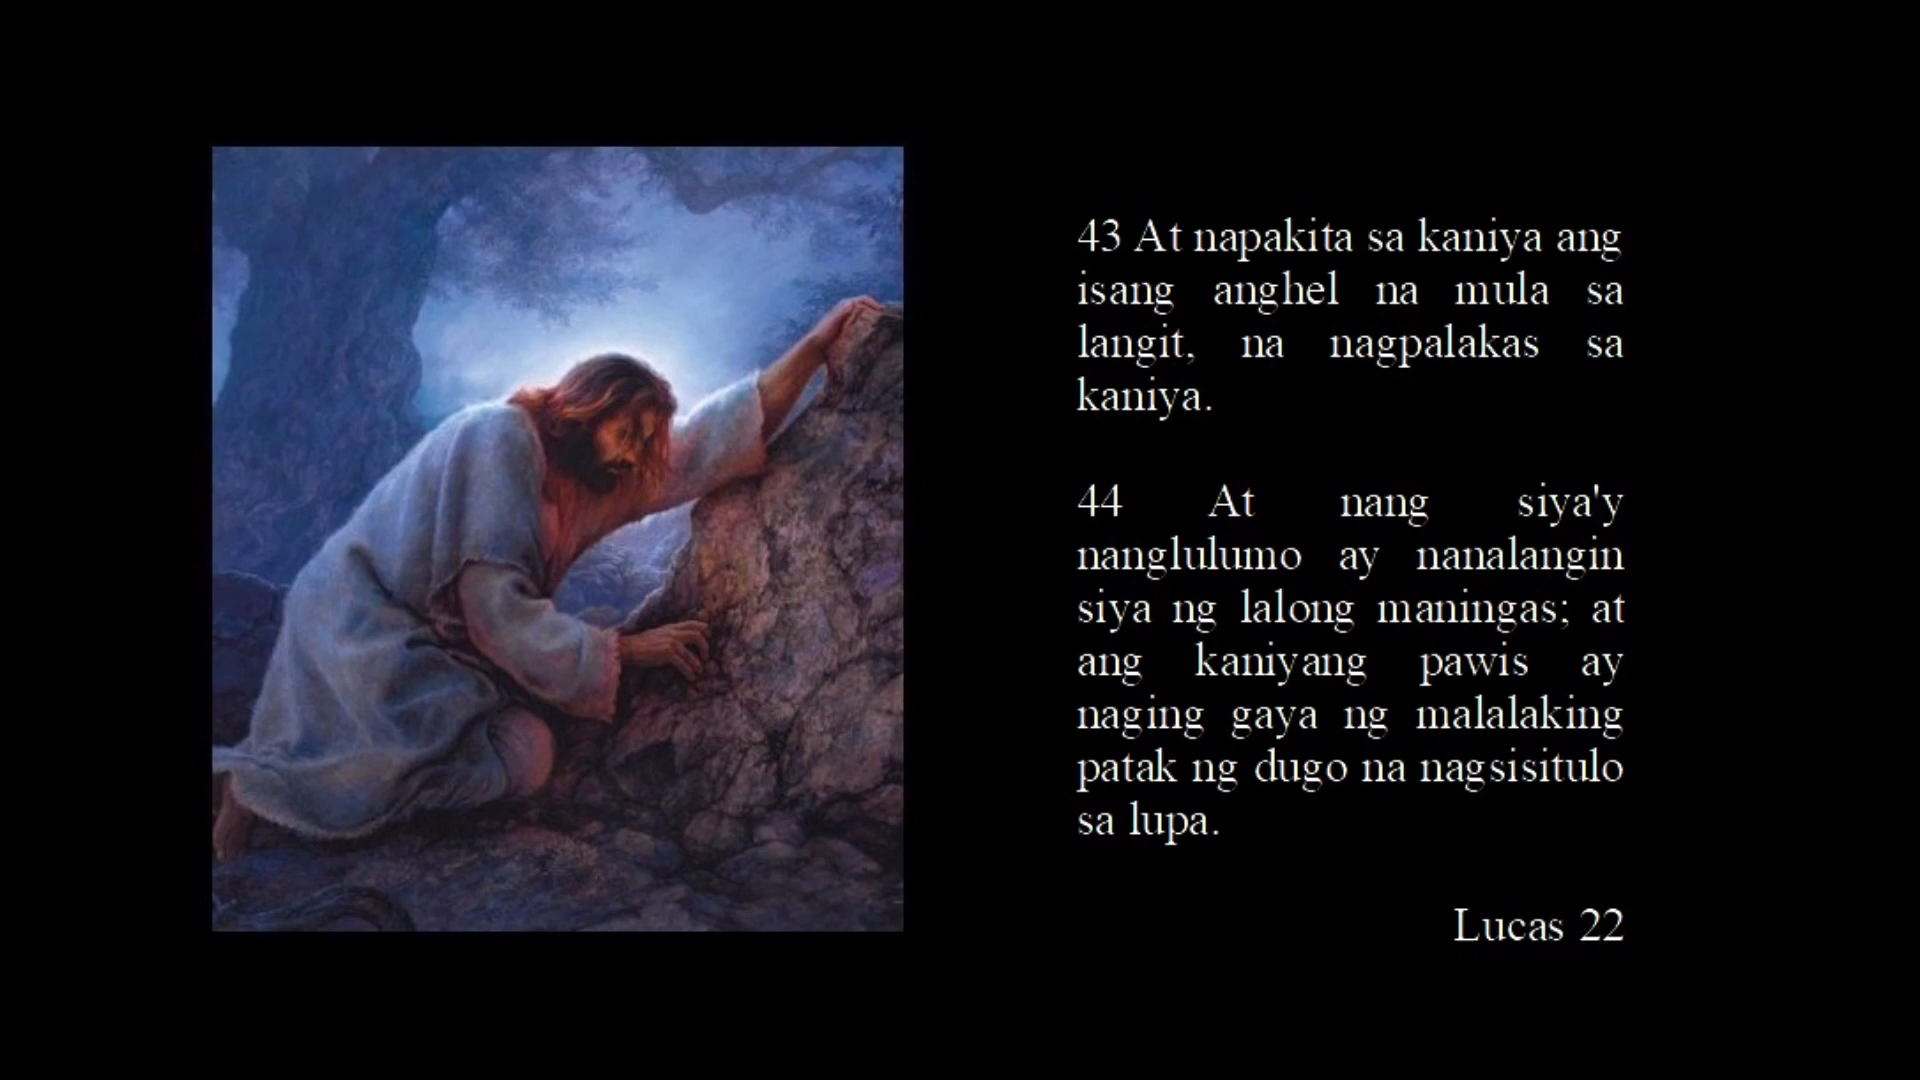 43 At napakita sa kaniya ang
isang anghel na mula sa
langit, na nagpalakas sa
kaniya.
44 At nang siya'y
nanglulumo ay nanalangin
siya ng lalong maningas; at
ang kaniyang pawis ay
naging gaya ng malalaking
patak ng dugo na nagsisitulo
sa lupa.
Lucas 22